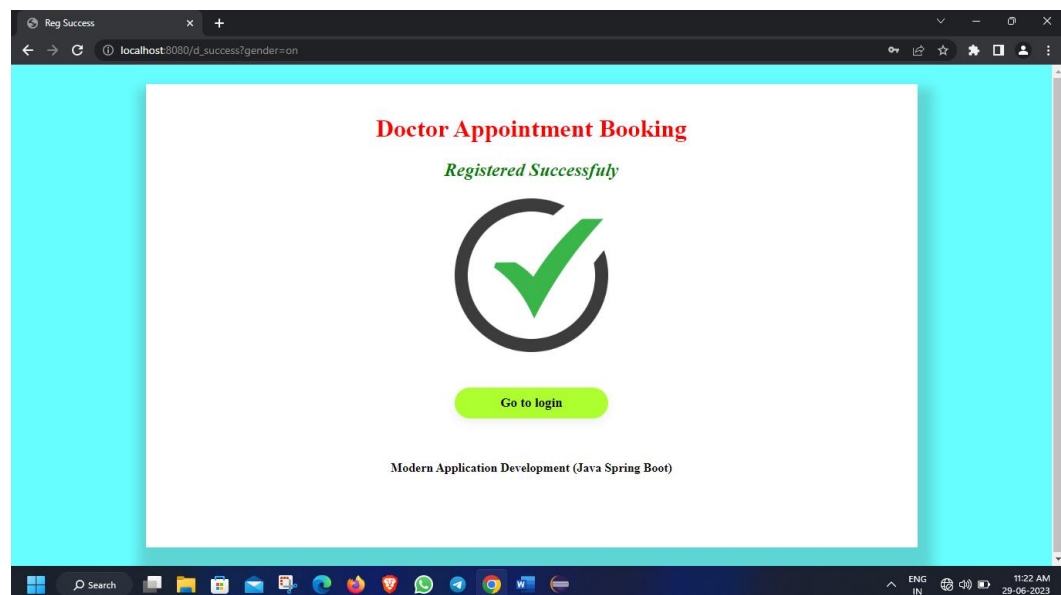 Reg Success
localhost:8080/d_success?gender=on
Doctor Appointment Booking
Registered Successfuly
Go to login
Modern Application Development (Java Spring Boot)
Search
ENG
IN
11:22 AM
29-06-2023